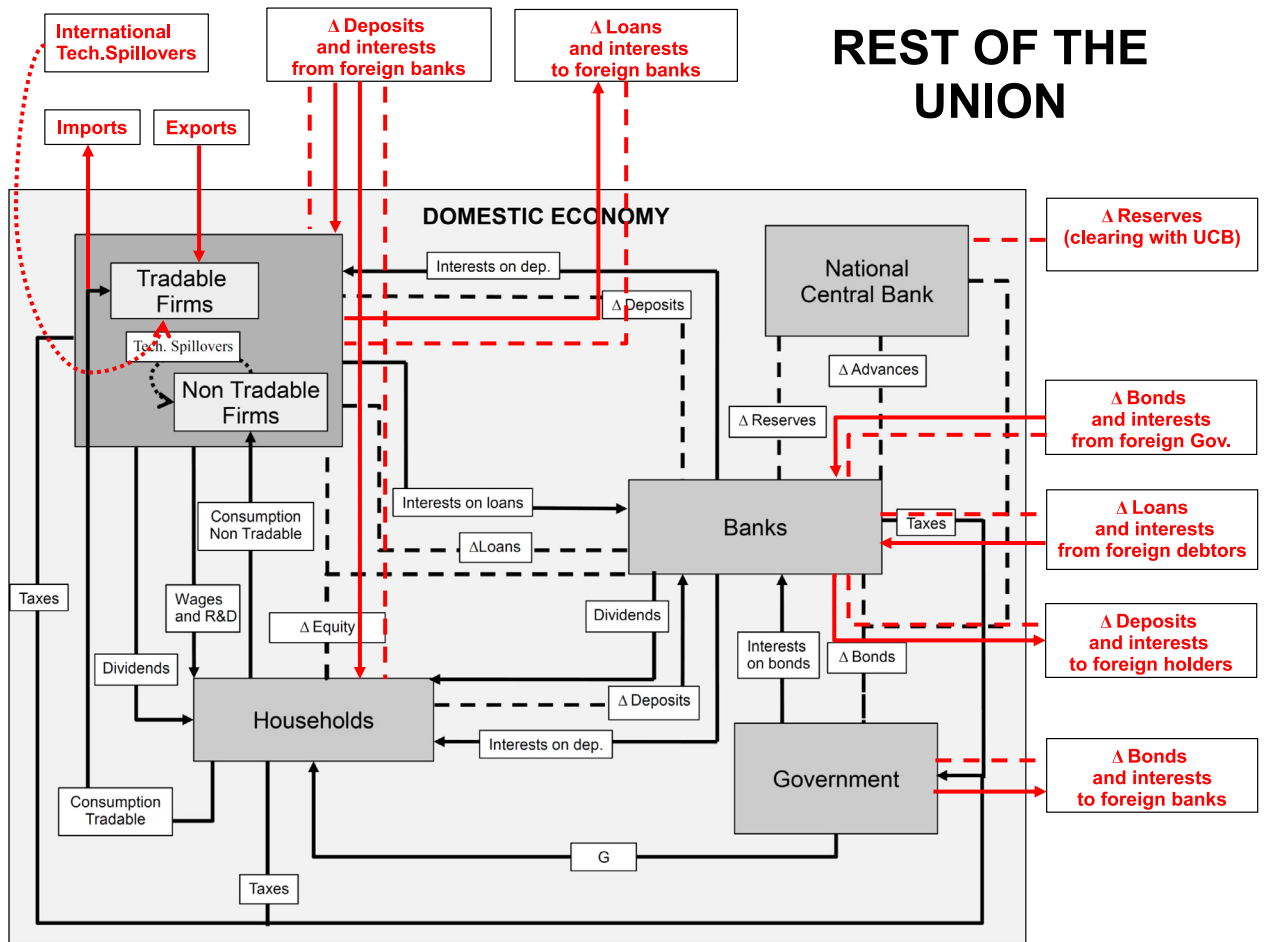 International
Tech.Spillovers
Δ Deposits
and interests
from foreign banks
Δ Loans
and interests
to foreign banks
REST OF THE
UNION
Imports
Exports
DOMESTIC ECONOMY
Δ Reserves
(clearing with UCB)
Tradable
Firms
Interests on dep.
National
Central Bank
Δ Deposits
Tech. Spillovers
Non Tradable
Firms
Δ Advances
Δ Reserves
Δ Bonds
and interests
from foreign Gov.
Consumption
Non Tradable
Interests on loans
Banks
Taxes
Δ Loans
and interests
from foreign debtors
ΔLoans
Taxes
Wages
and R&D
Δ Equity
Dividends
Interests
on bonds
Δ Bonds
Δ Deposits
and interests
to foreign holders
Dividends
Households
Δ Deposits
Interests on dep.
Government
Δ Bonds
and interests
to foreign banks
Consumption
Tradable
G
Taxes